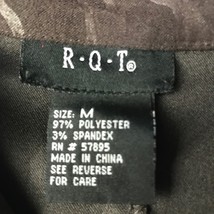 R·Q·T®
SIZE: M
97% POLYESTER
3% SPANDEX
RN # 57895
MADE IN CHINA
SEE REVERSE
FOR CARE